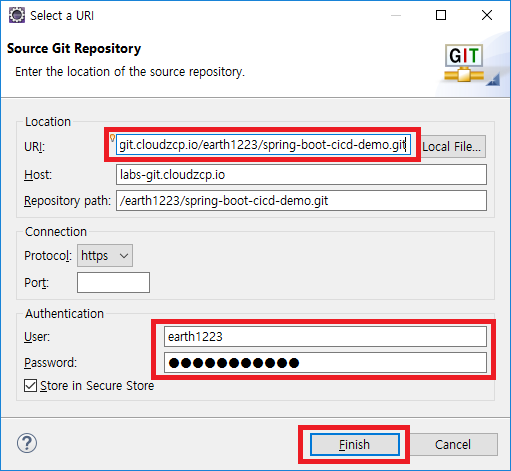 Select a URI
Source Git Repository
Enter the location of the source repository.
GIT
Location
URI: git.cloudzcp.io/earth1223/spring-boot-cicd-demo.git Local File...
Host: labs-git.cloudzcp.io
Repository path: /earth1223/spring-boot-cicd-demo.git
Connection
Protocol: https
Port:
Authentication
User: earth1223
Password: ●●●●●●●●●●●
Store in Secure Store
? Finish Cancel